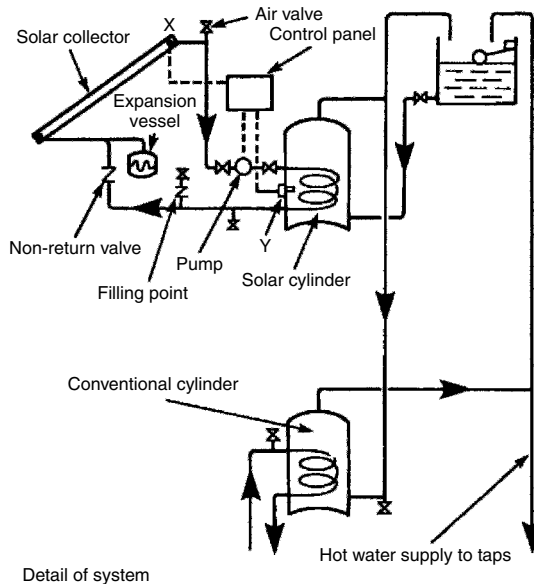 X
Air valve
Control panel
Solar collector
Expansion
vessel
Non-return valve
Pump
Y
Solar cylinder
Filling point
Conventional cylinder
Hot water supply to taps
Detail of system